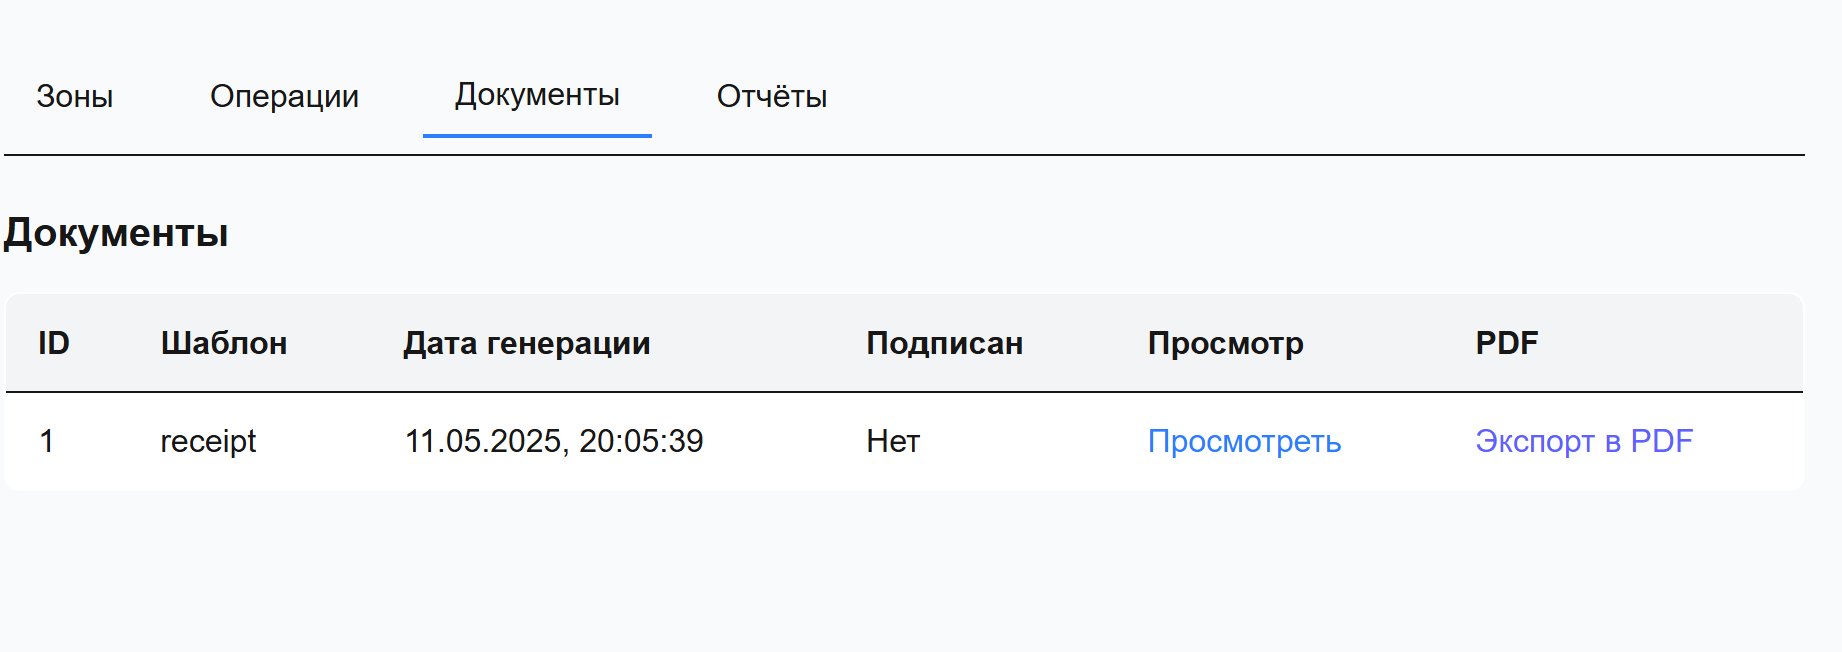 Зоны Операции Документы Отчёты
Документы
ID Шаблон Дата генерации Подписан Просмотр PDF
1 receipt 11.05.2025, 20:05:39 Нет Просмотреть Экспорт в PDF